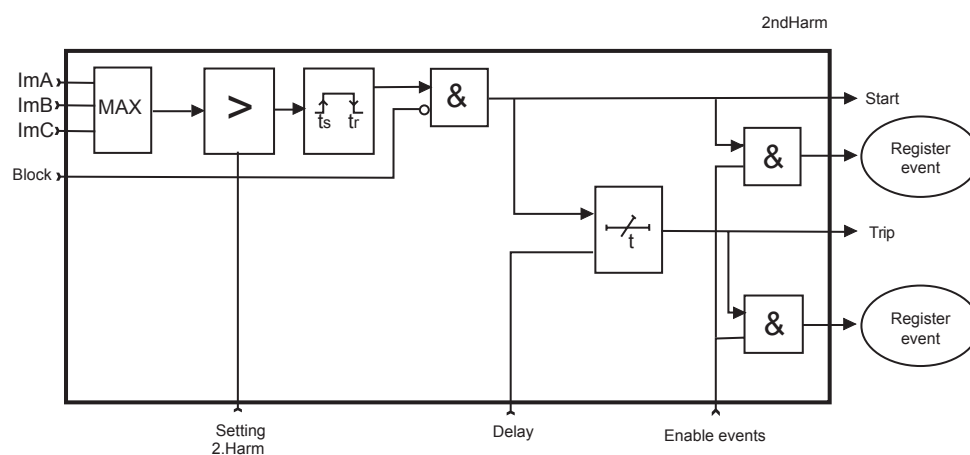 2ndHarm
ImA
ImB
ImC
MAX
>
ts tr
&
Start
Block
&
Register
event
t
Trip
&
Register
event
Setting
2.Harm
Delay
Enable events